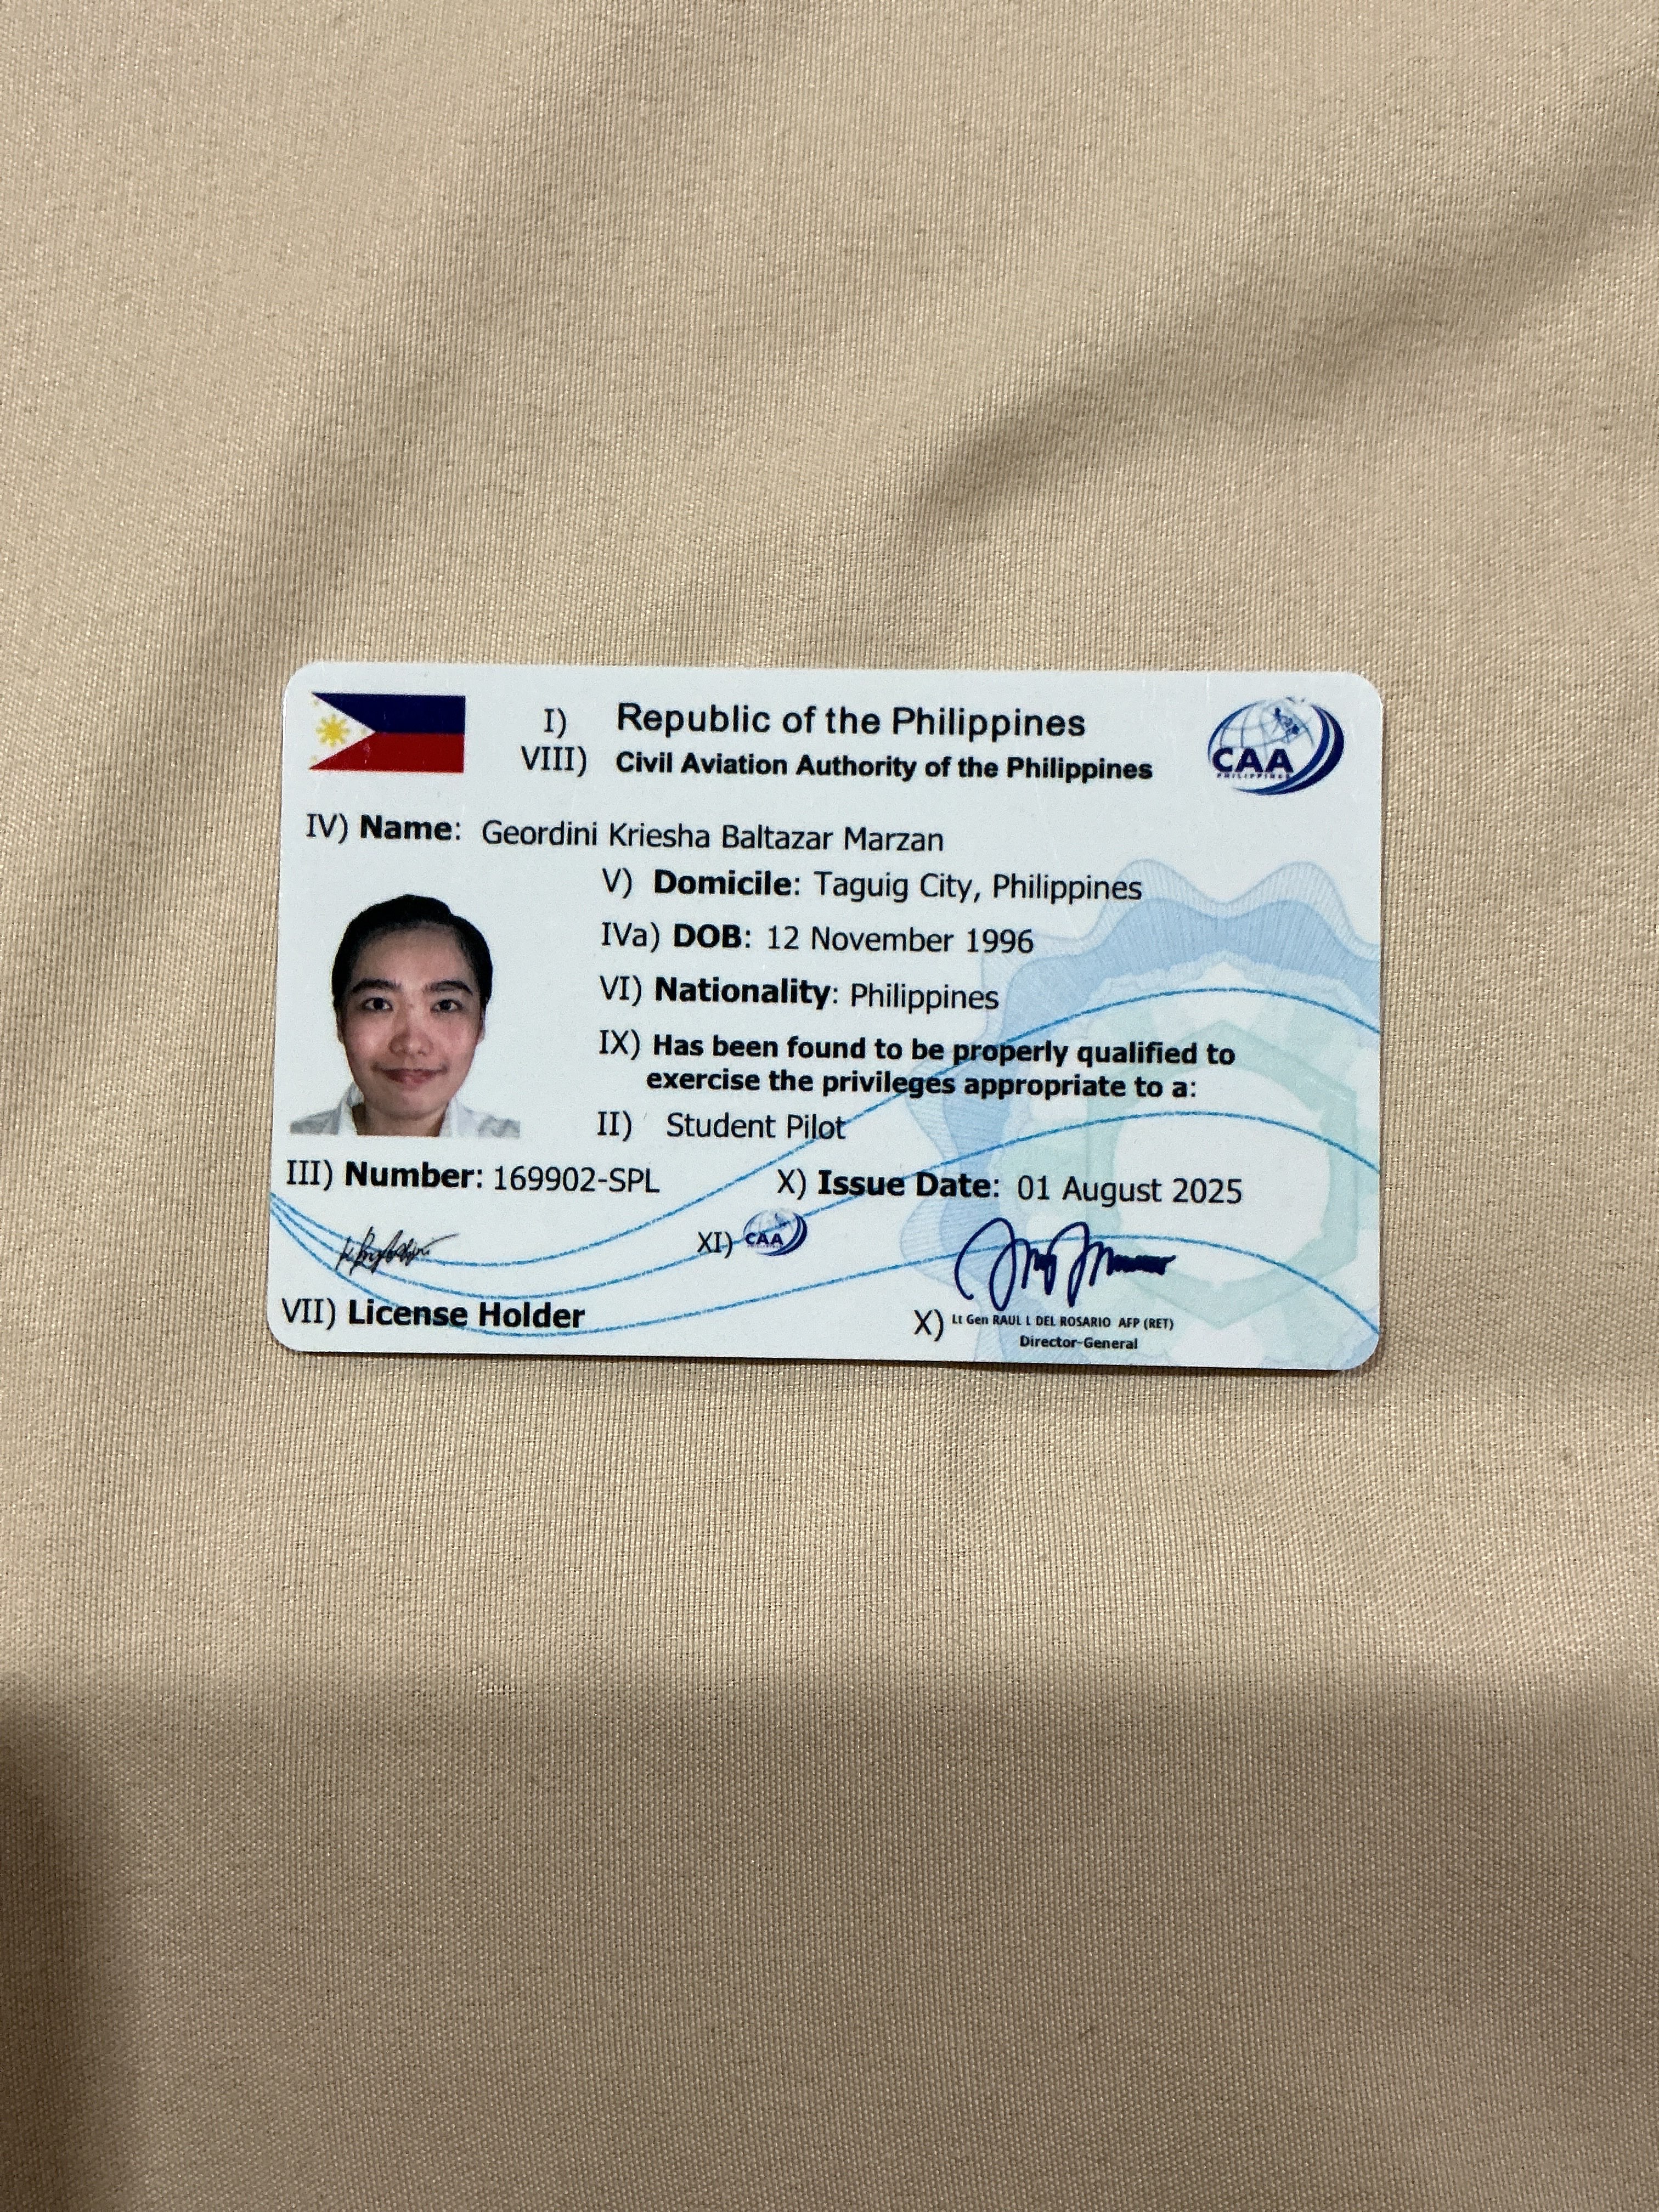 I) Republic of the Philippines
VIII) Civil Aviation Authority of the Philippines
CAA
PHILIPPINES
IV) Name: Geordini Kriesha Baltazar Marzan
V) Domicile: Taguig City, Philippines
IVa) DOB: 12 November 1996
VI) Nationality: Philippines
IX) Has been found to be properly qualified to
exercise the privileges appropriate to a:
II) Student Pilot
III) Number: 169902-SPL X) Issue Date: 01 August 2025
XI) CAA
VII) License Holder
X) Lt Gen RAUL L DEL ROSARIO AFP (RET)
Director-General